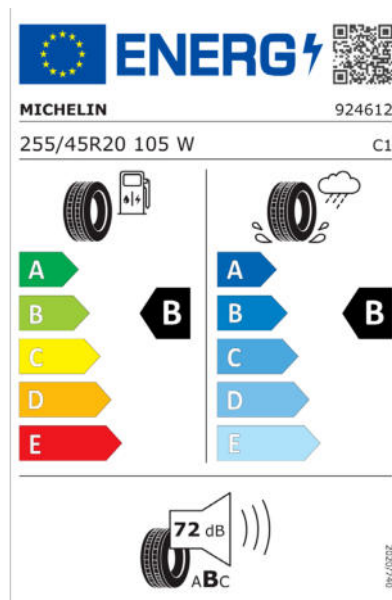 ENERG
MICHELIN 924612
255/45R20 105 W C1
A A
B B B B
C C
D D
E E
72 dB
ABC
2020/740